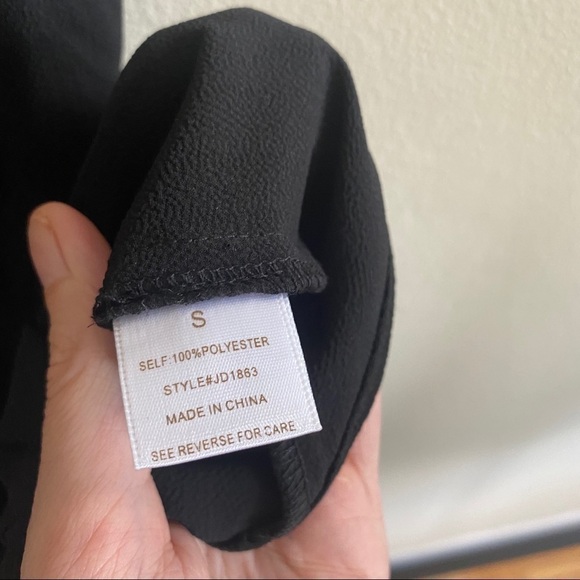 S
SELF:100%POLYESTER
STYLE#JD1863
MADE IN CHINA
SEE REVERSE FOR CARE